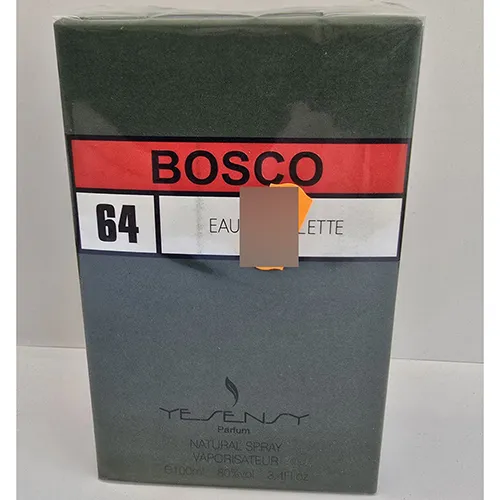 BOSCO
64
EAU LETTE
YESENSY
Parfum
NATURAL SPRAY
VAPORISATEUR
℮100ml 80%vol 3.4Fl.oz